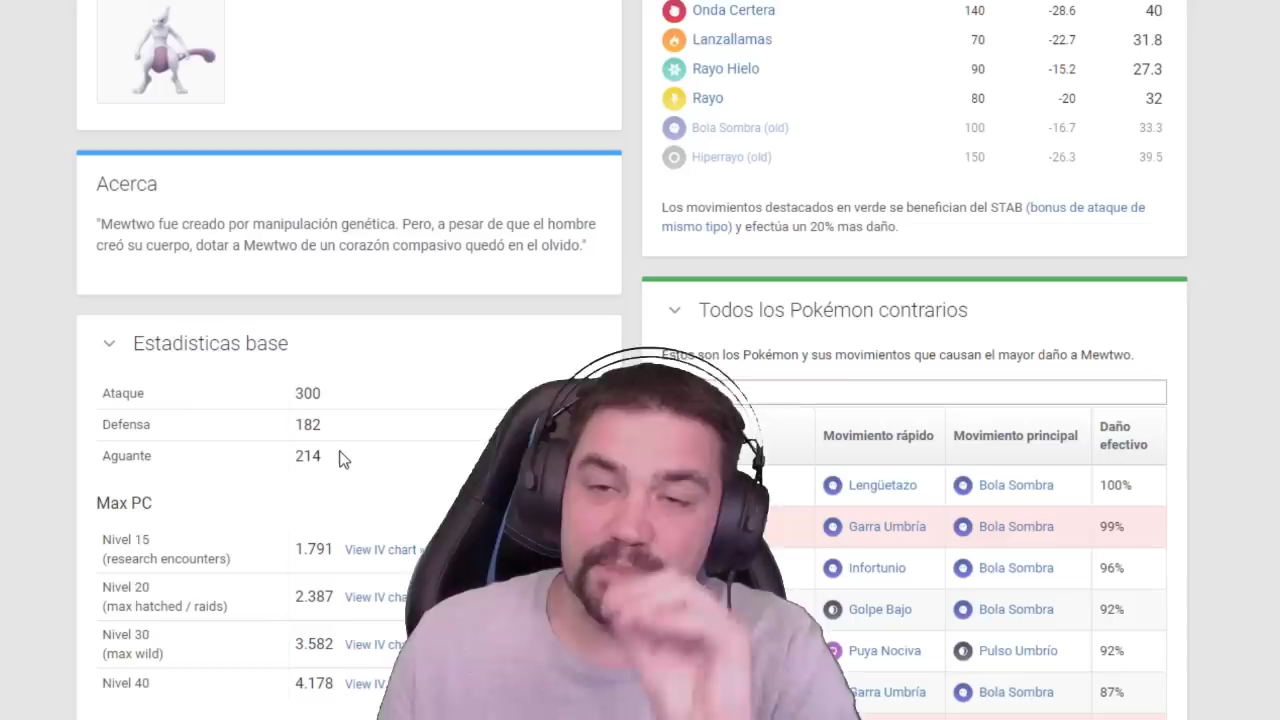 Onda Certera 140 -28.6 40
Lanzallamas 70 -22.7 31.8
Rayo Hielo 90 -15.2 27.3
Rayo 80 -20 32
Bola Sombra (old) 100 -16.7 33.3
Hiperrayo (old) 150 -26.3 39.5
Los movimientos destacados en verde se benefician del STAB (bonus de ataque de
mismo tipo) y efectúa un 20% mas daño.
Acerca
"Mewtwo fue creado por manipulación genética. Pero, a pesar de que el hombre
creó su cuerpo, dotar a Mewtwo de un corazón compasivo quedó en el olvido."
Estadisticas base
Ataque 300
Defensa 182
Aguante 214
Max PC
Nivel 15
(research encounters) 1.791 View IV chart »
Nivel 20
(max hatched / raids) 2.387 View IV
Nivel 30
(max wild) 3.582 View IV
Nivel 40 4.178 View IV
Todos los Pokémon contrarios
Estos son los Pokémon y sus movimientos que causan el mayor daño a Mewtwo.
Movimiento rápido Movimiento principal Daño
efectivo
Lengüetazo Bola Sombra 100%
Garra Umbría Bola Sombra 99%
Infortunio Bola Sombra 96%
Golpe Bajo Bola Sombra 92%
Puya Nociva Pulso Umbrío 92%
Garra Umbría Bola Sombra 87%